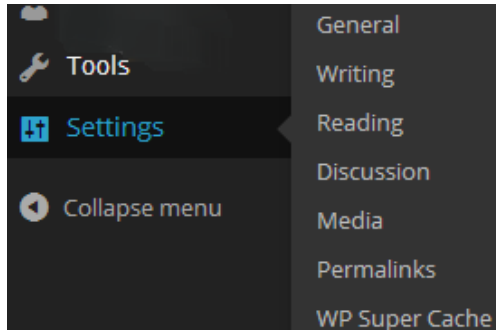 Tools
Settings
Collapse menu
General
Writing
Reading
Discussion
Media
Permalinks
WP Super Cache